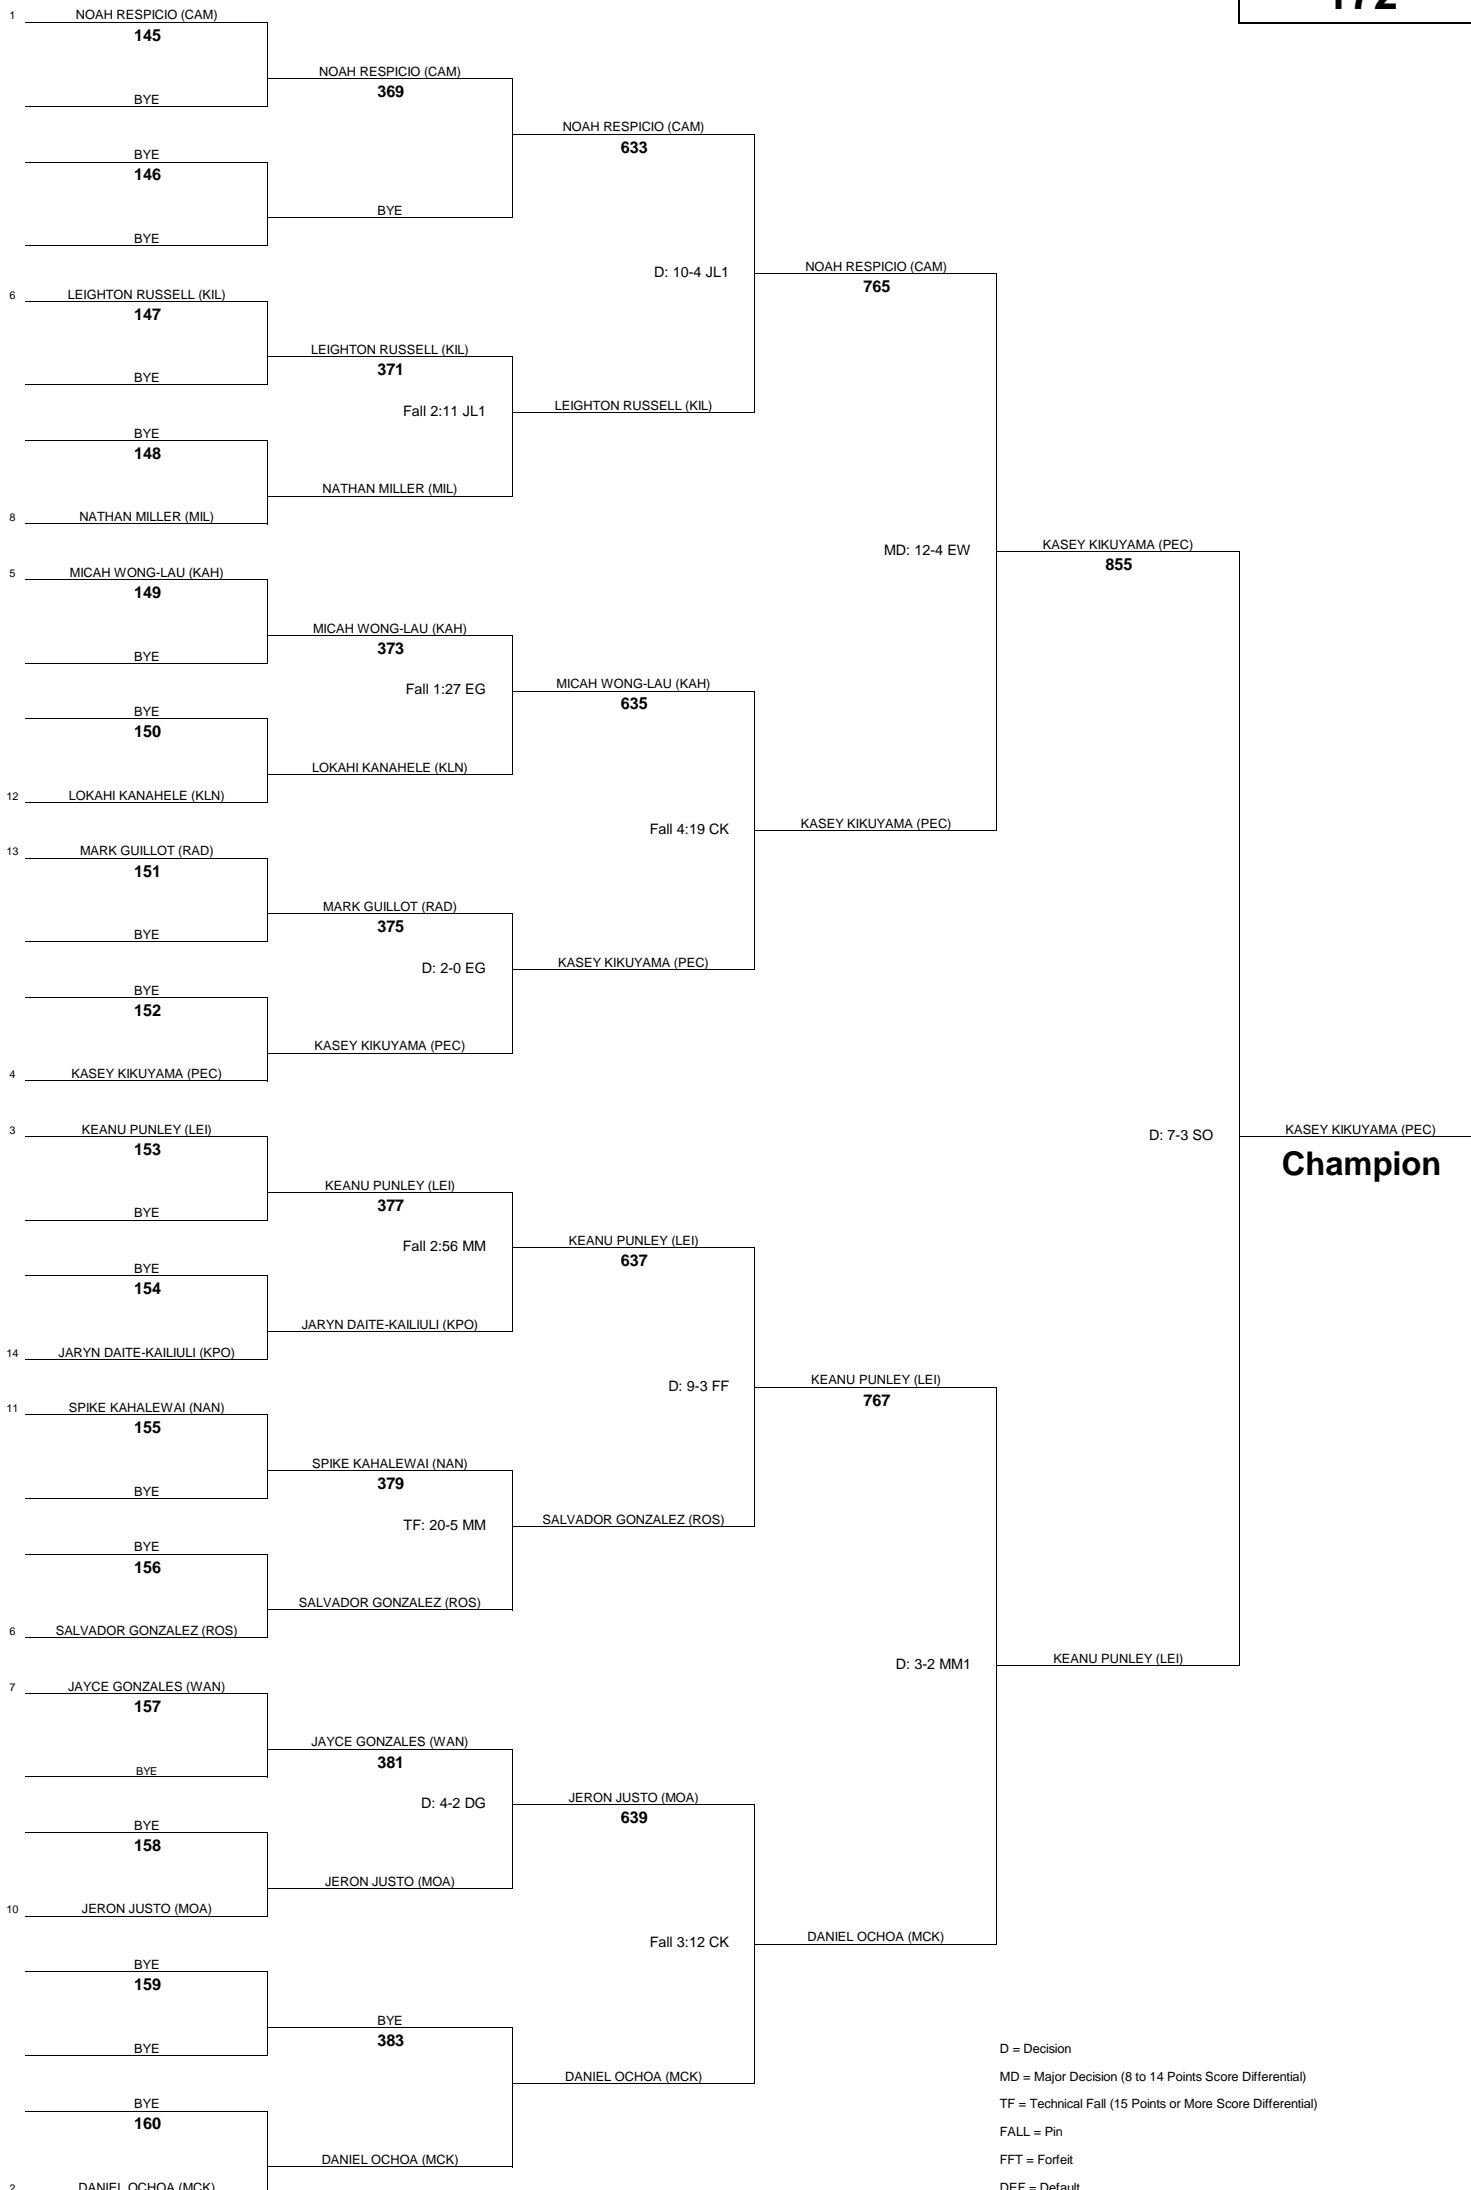 172
1 NOAH RESPICIO (CAM)
145
BYE
BYE
146
BYE
6 LEIGHTON RUSSELL (KIL)
147
BYE
BYE
148
8 NATHAN MILLER (MIL)
5 MICAH WONG-LAU (KAH)
149
BYE
BYE
150
12 LOKAHI KANAHELE (KLN)
13 MARK GUILLOT (RAD)
151
BYE
BYE
152
4 KASEY KIKUYAMA (PEC)
3 KEANU PUNLEY (LEI)
153
BYE
BYE
154
14 JARYN DAITE-KAILIULI (KPO)
11 SPIKE KAHALEWAI (NAN)
155
BYE
BYE
156
6 SALVADOR GONZALEZ (ROS)
7 JAYCE GONZALES (WAN)
157
BYE
BYE
158
10 JERON JUSTO (MOA)
BYE
159
BYE
BYE
160
2 DANIEL OCHOA (MCK)
NOAH RESPICIO (CAM)
369
BYE
LEIGHTON RUSSELL (KIL)
371
Fall 2:11 JL1
NATHAN MILLER (MIL)
MICAH WONG-LAU (KAH)
373
Fall 1:27 EG
LOKAHI KANAHELE (KLN)
MARK GUILLOT (RAD)
375
D: 2-0 EG
KASEY KIKUYAMA (PEC)
KEANU PUNLEY (LEI)
377
Fall 2:56 MM
JARYN DAITE-KAILIULI (KPO)
SPIKE KAHALEWAI (NAN)
379
TF: 20-5 MM
SALVADOR GONZALEZ (ROS)
JAYCE GONZALES (WAN)
381
D: 4-2 DG
JERON JUSTO (MOA)
BYE
383
DANIEL OCHOA (MCK)
NOAH RESPICIO (CAM)
633
D: 10-4 JL1
LEIGHTON RUSSELL (KIL)
MICAH WONG-LAU (KAH)
635
Fall 4:19 CK
KASEY KIKUYAMA (PEC)
KEANU PUNLEY (LEI)
637
D: 9-3 FF
SALVADOR GONZALEZ (ROS)
JERON JUSTO (MOA)
639
Fall 3:12 CK
DANIEL OCHOA (MCK)
NOAH RESPICIO (CAM)
765
MD: 12-4 EW
KASEY KIKUYAMA (PEC)
KEANU PUNLEY (LEI)
767
D: 3-2 MM1
DANIEL OCHOA (MCK)
KASEY KIKUYAMA (PEC)
855
D: 7-3 SO
KEANU PUNLEY (LEI)
KASEY KIKUYAMA (PEC)
Champion
D = Decision
MD = Major Decision (8 to 14 Points Score Differential)
TF = Technical Fall (15 Points or More Score Differential)
FALL = Pin
FFT = Forfeit
DEF = Default